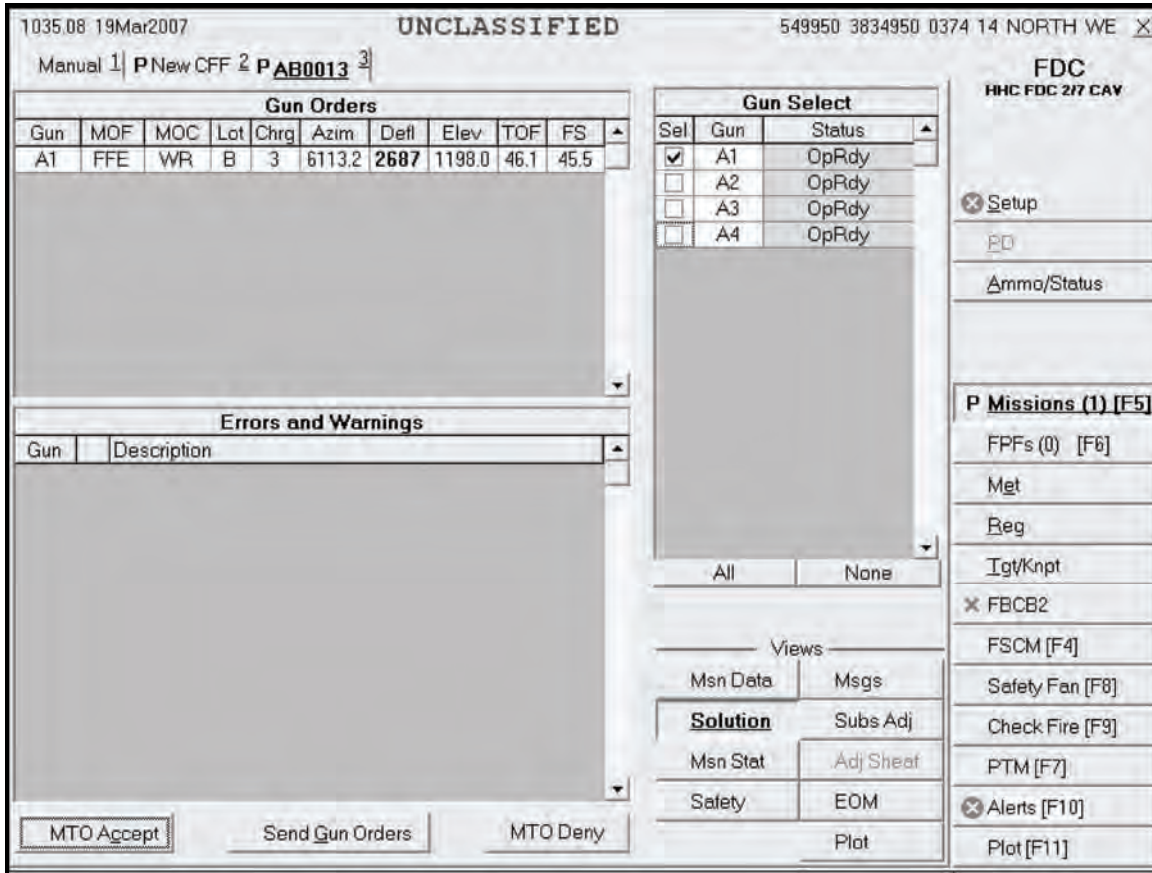 1035.08 19Mar2007 UNCLASSIFIED 549950 3834950 0374 14 NORTH WE X
Manual 1 P New CFF 2 P AB0013 3
Gun Orders
Gun MOF MOC Lot Chrg Azim Defl Elev TOF FS
A1 FFE WR B 3 6113.2 2687 1198.0 46.1 45.5
Errors and Warnings
Gun Description
MTO Accept Send Gun Orders MTO Deny
Gun Select
Sel Gun Status
A1 OpRdy
A2 OpRdy
A3 OpRdy
A4 OpRdy
All None
Views
Msn Data Msgs
Solution Subs Adj
Msn Stat Adj Sheaf
Safety EOM
Plot
FDC
HHC FDC 2/7 CAV
Setup
PD
Ammo/Status
P Missions (1) [F5]
FPFs (0) [F6]
Met
Reg
Tgt/Knpt
FBCB2
FSCM [F4]
Safety Fan [F8]
Check Fire [F9]
PTM [F7]
Alerts [F10]
Plot [F11]